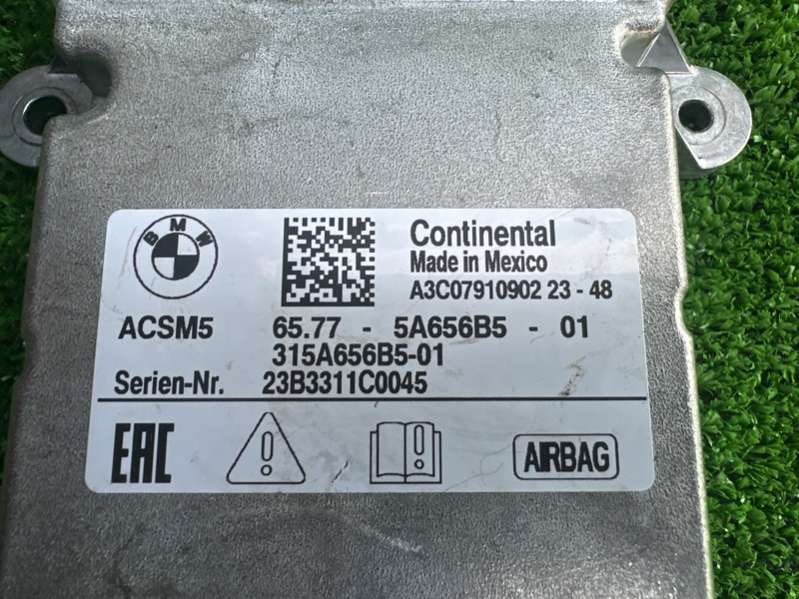 BMW
Continental
Made in Mexico
A3C07910902 23 - 48
ACSM5 65.77 - 5A656B5 - 01
315A656B5-01
Serien-Nr. 23B3311C0045
EAC AIRBAG